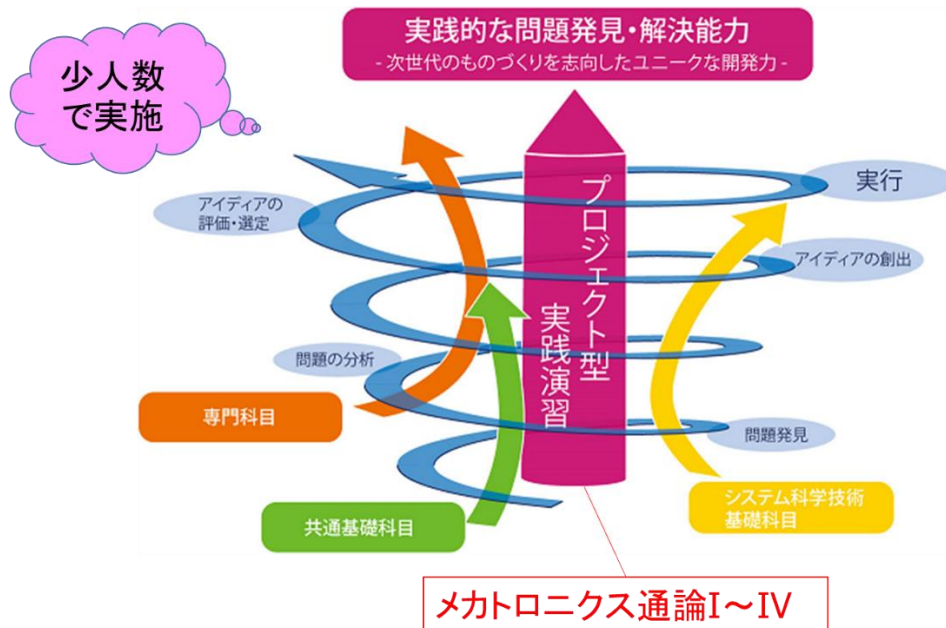 実践的な問題発見・解決能力
- 次世代のものづくりを志向したユニークな開発力 -
少人数
で実施
実行
アイディアの
評価・選定
アイディアの創出
プロジェクト型
実践演習
問題の分析
専門科目
問題発見
システム科学技術
基礎科目
共通基礎科目
メカトロニクス通論I～IV